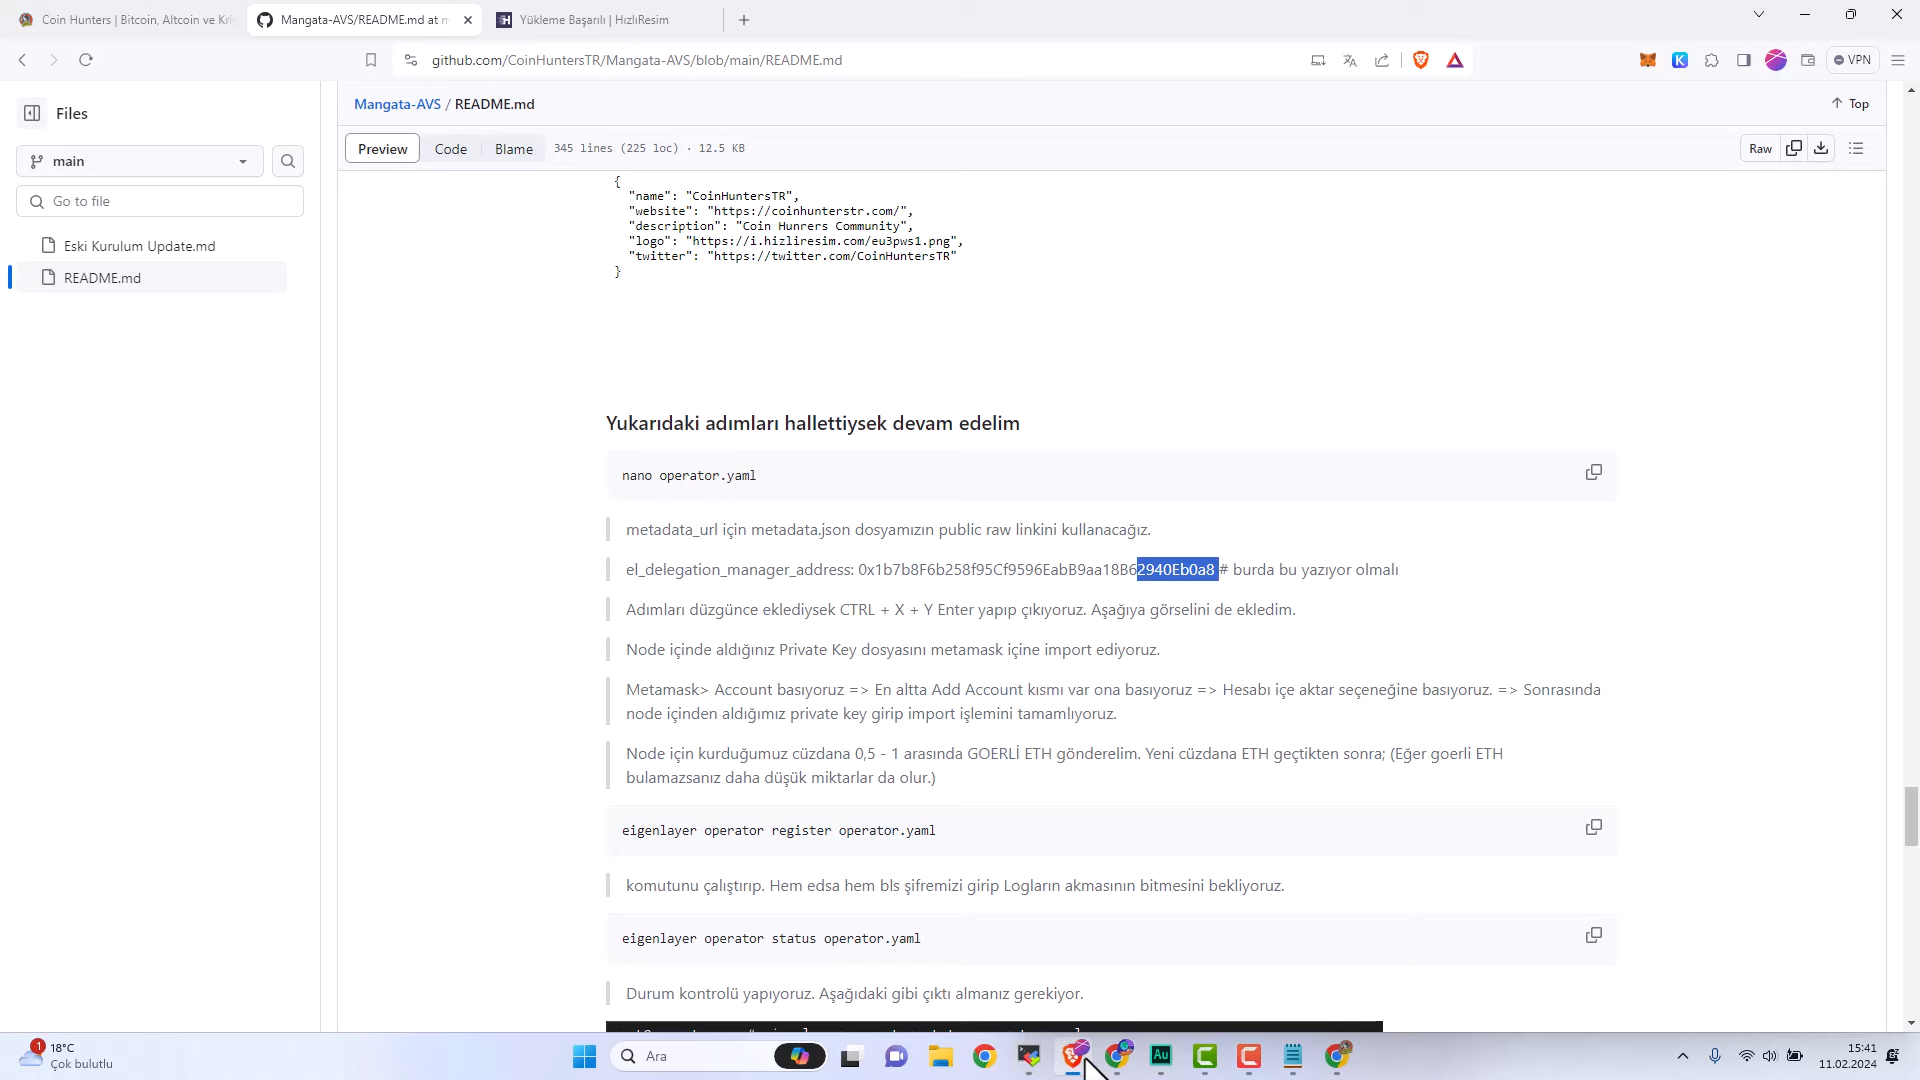 Coin Hunters | Bitcoin, Altcoin ve Kri
Mangata-AVS/README.md at m
Yükleme Başarılı | HızlıResim
github.com/CoinHuntersTR/Mangata-AVS/blob/main/README.md
VPN
Files
main
Go to file
Eski Kurulum Update.md
README.md
Mangata-AVS / README.md
Top
Preview Code Blame 345 lines (225 loc) · 12.5 KB
Raw
{
"name": "CoinHuntersTR",
"website": "https://coinhunterstr.com/",
"description": "Coin Hunrers Community",
"logo": "https://i.hizliresim.com/eu3pws1.png",
"twitter": "https://twitter.com/CoinHuntersTR"
}
Yukarıdaki adımları hallettiysek devam edelim
nano operator.yaml
metadata_url için metadata.json dosyamızın public raw linkini kullanacağız.
el_delegation_manager_address: 0x1b7b8F6b258f95Cf9596EabB9aa18B62940Eb0a8 # burda bu yazıyor olmalı
Adımları düzgünce eklediysek CTRL + X + Y Enter yapıp çıkıyoruz. Aşağıya görselini de ekledim.
Node içinde aldığınız Private Key dosyasını metamask içine import ediyoruz.
Metamask> Account basıyoruz => En altta Add Account kısmı var ona basıyoruz => Hesabı içe aktar seçeneğine basıyoruz. => Sonrasında
node içinden aldığımız private key girip import işlemini tamamlıyoruz.
Node için kurduğumuz cüzdana 0,5 - 1 arasında GOERLİ ETH gönderelim. Yeni cüzdana ETH geçtikten sonra; (Eğer goerli ETH
bulamazsanız daha düşük miktarlar da olur.)
eigenlayer operator register operator.yaml
komutunu çalıştırıp. Hem edsa hem bls şifremizi girip Logların akmasının bitmesini bekliyoruz.
eigenlayer operator status operator.yaml
Durum kontrolü yapıyoruz. Aşağıdaki gibi çıktı almanız gerekiyor.
1
18°C
Çok bulutlu
Ara
Au
15:41
11.02.2024